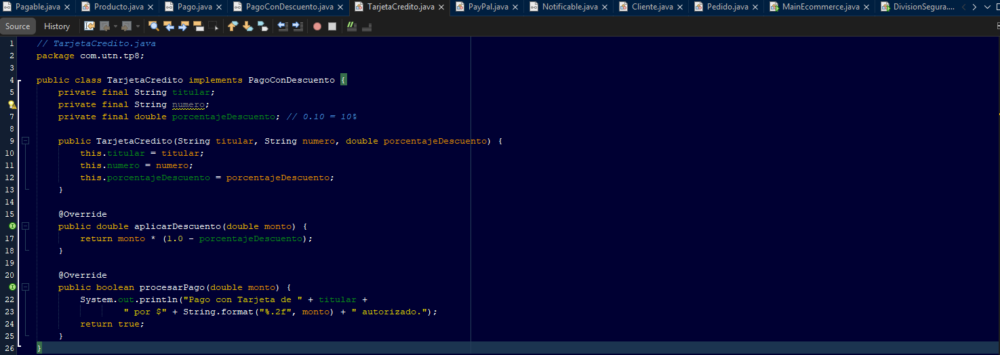 Pagable.java Producto.java Pago.java PagoConDescuento.java TarjetaCredito.java PayPal.java Notificable.java Cliente.java Pedido.java MainEcommerce.java DivisionSegura....
Source History
1 // TarjetaCredito.java
2 package com.utn.tp8;
3
4 public class TarjetaCredito implements PagoConDescuento {
5 private final String titular;
private final String numero;
7 private final double porcentajeDescuento; // 0.10 = 10%
8
9 public TarjetaCredito(String titular, String numero, double porcentajeDescuento) {
10 this.titular = titular;
11 this.numero = numero;
12 this.porcentajeDescuento = porcentajeDescuento;
13 }
14
15 @Override
public double aplicarDescuento(double monto) {
17 return monto * (1.0 - porcentajeDescuento);
18 }
19
20 @Override
public boolean procesarPago(double monto) {
22 System.out.println("Pago con Tarjeta de " + titular +
23 " por $" + String.format("%.2f", monto) + " autorizado.");
24 return true;
25 }
26 }